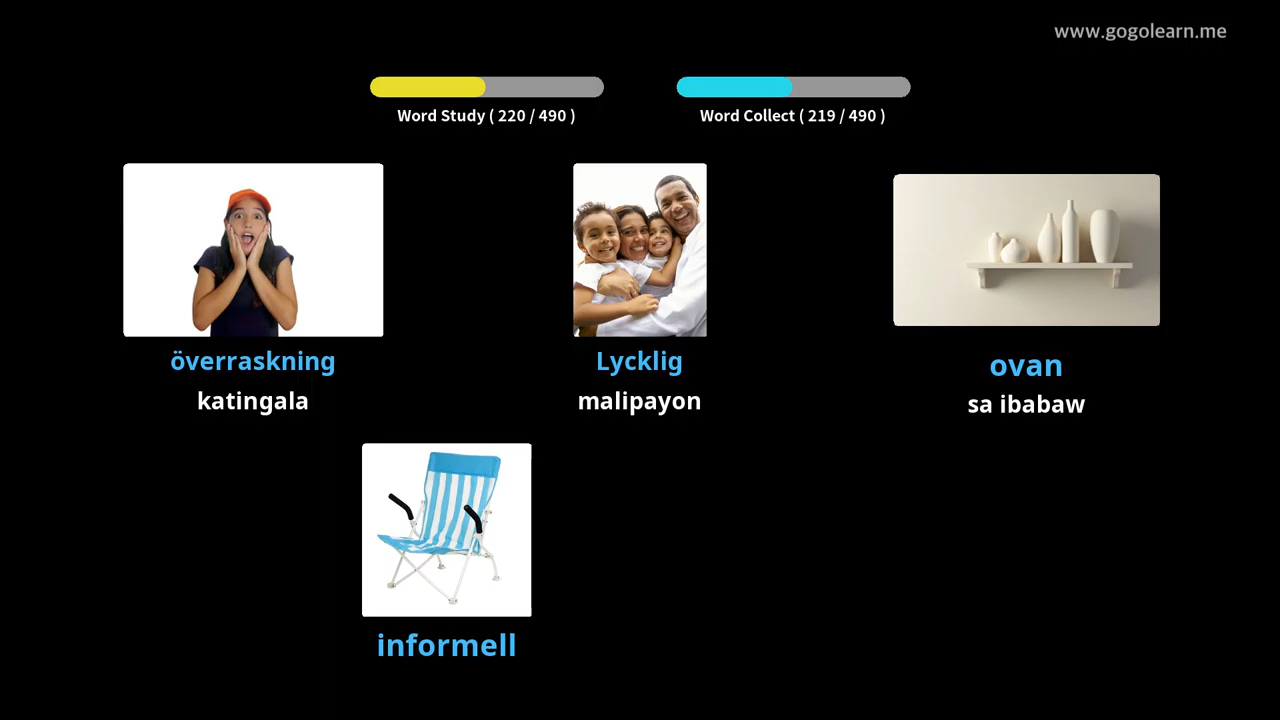 www.gogolearn.me
Word Study ( 220 / 490 )
Word Collect ( 219 / 490 )
överraskning
katingala
Lycklig
malipayon
ovan
sa ibabaw
informell